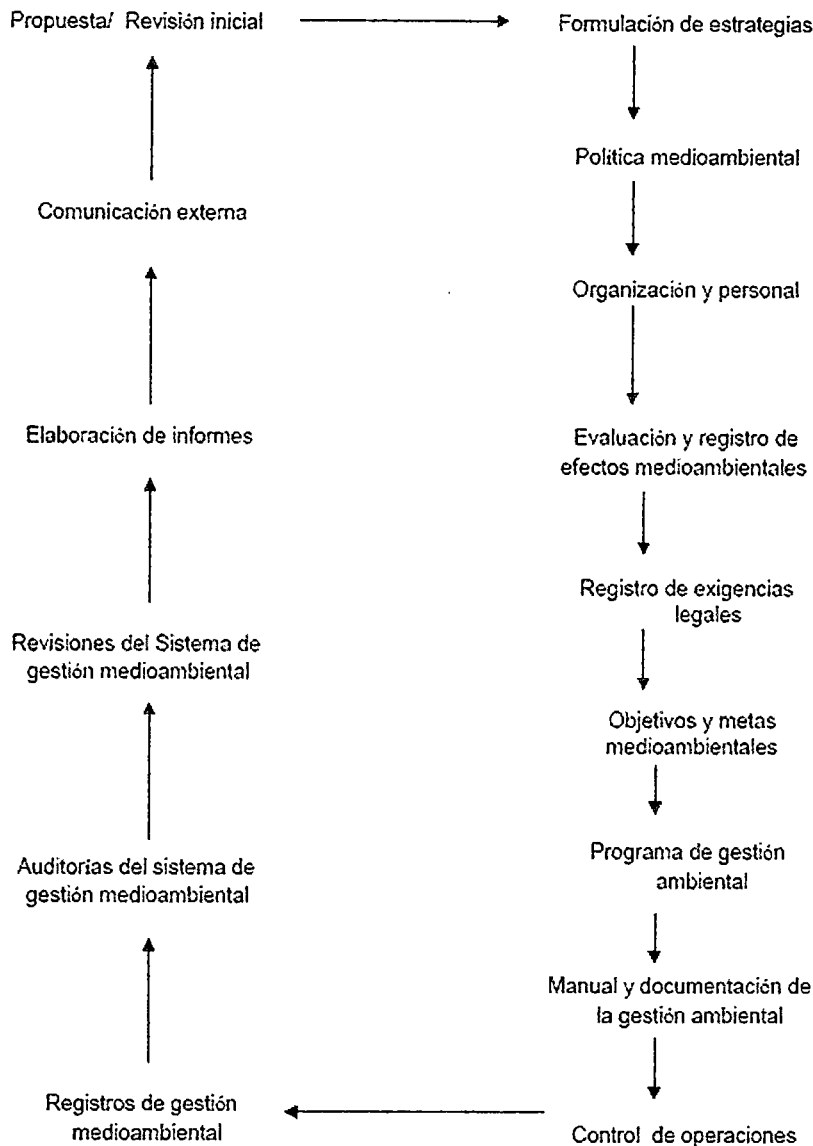 Propuesta/ Revisión inicial
Formulación de estrategias
Política medioambiental
Comunicación externa
Organización y personal
Elaboración de informes
Evaluación y registro de
efectos medioambientales
Registro de exigencias
legales
Revisiones del Sistema de
gestión medioambiental
Objetivos y metas
medioambientales
Auditorías del sistema de
gestión medioambiental
Programa de gestión
ambiental
Manual y documentación de
la gestión ambiental
Registros de gestión
medioambiental
Control de operaciones